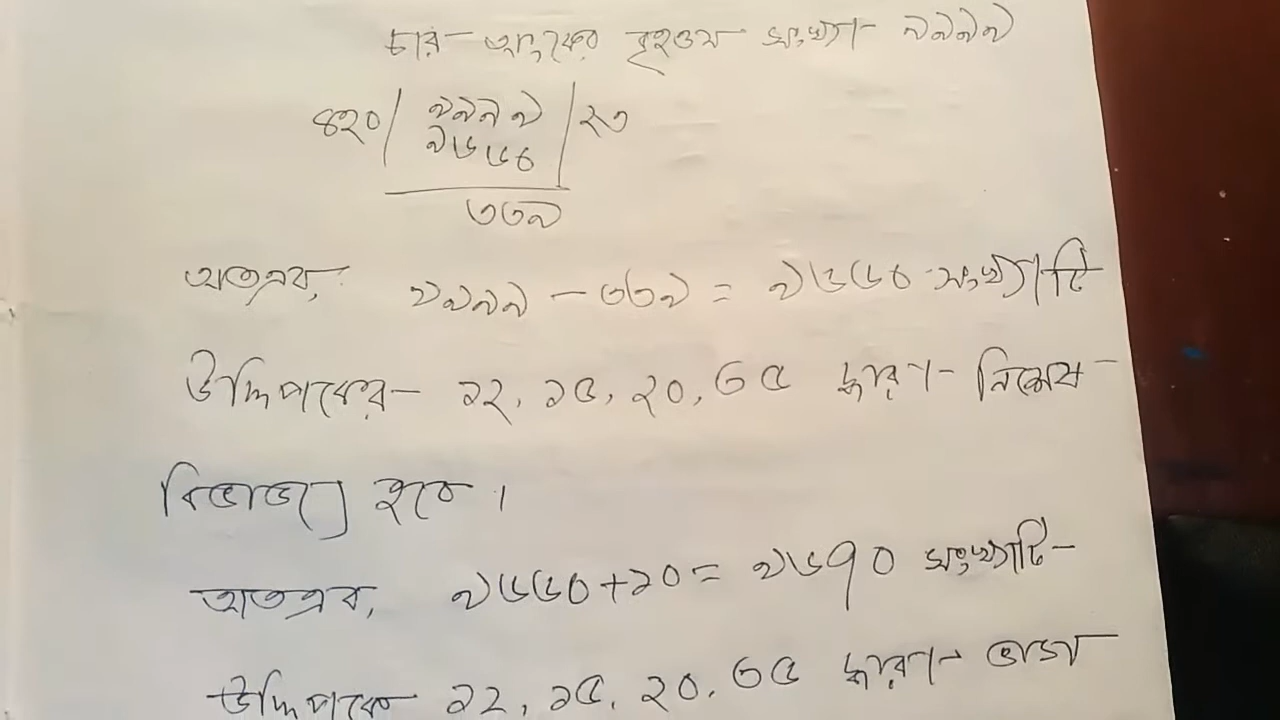 চার অংকের বৃহত্তম সংখ্যা ৯৯৯৯
৪২০ | ৯৯৯৯ | ২৩
৯৬৬০
৩৩৯
অতএব, ৯৯৯৯ - ৩৩৯ = ৯৬৬০ সংখ্যাটি
উদ্দিপকের ১২, ১৫, ২০, ৩৫ দ্বারা নিঃশেষ
বিভাজ্য হবে ।
অতএব, ৯৬৬০ + ১০ = ৯৬৭০ সংখ্যাটি
উদ্দিপকে ১২, ১৫, ২০, ৩৫ দ্বারা ভাগ